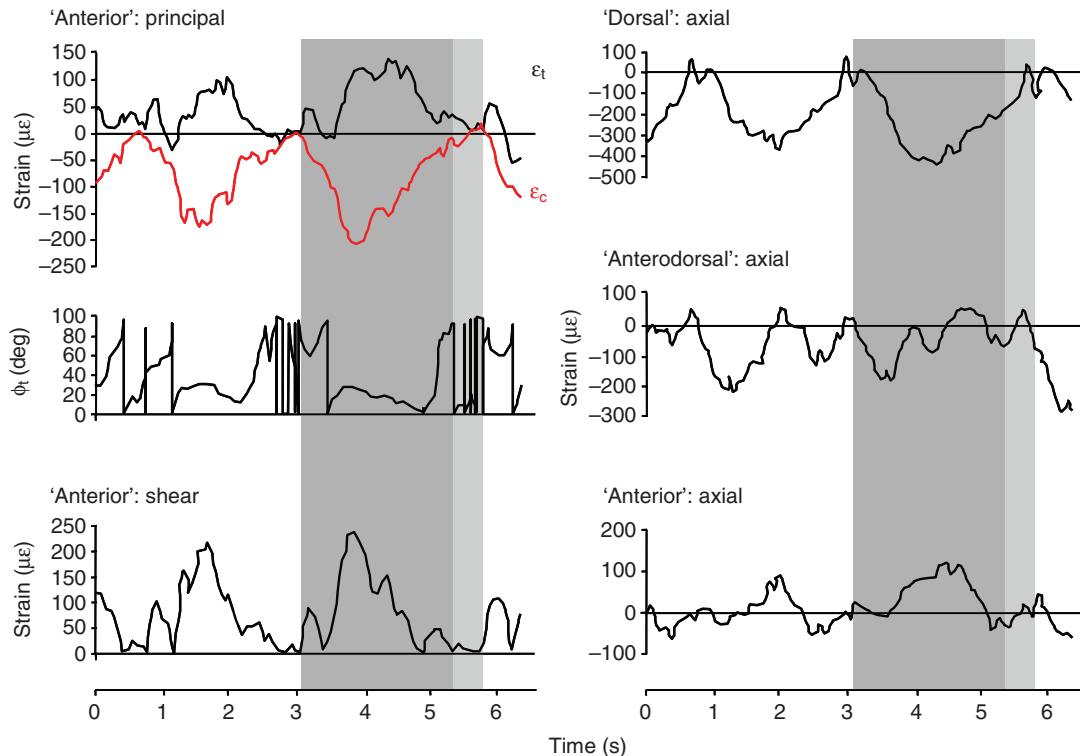 ‘Anterior’: principal
150
100
50
0
–50
–100
–150
–200
–250
Strain (µε)
εt
εc
100
80
60
40
20
0
ϕt (deg)
‘Anterior’: shear
250
200
150
100
50
0
Strain (µε)
0 1 2 3 4 5 6
‘Dorsal’: axial
100
0
–100
–200
–300
–400
–500
‘Anterodorsal’: axial
100
0
–100
–200
–300
Strain (µε)
‘Anterior’: axial
200
100
0
–100
0 1 2 3 4 5 6
Time (s)